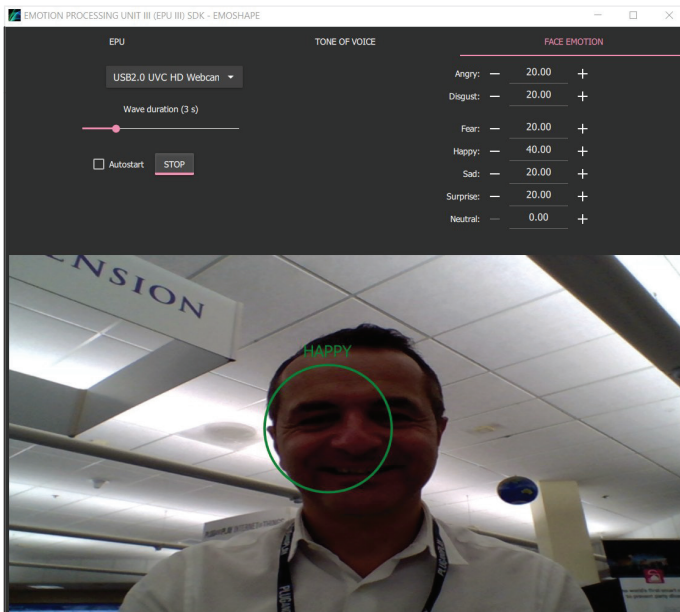 EMOTION PROCESSING UNIT III (EPU III) SDK - EMOSHAPE
EPU
TONE OF VOICE
FACE EMOTION
USB2.0 UVC HD Webcan
Wave duration (3 s)
Autostart
STOP
Angry: 20.00
Disgust: 20.00
Fear: 20.00
Happy: 40.00
Sad: 20.00
Surprise: 20.00
Neutral: 0.00
ENSION
HAPPY